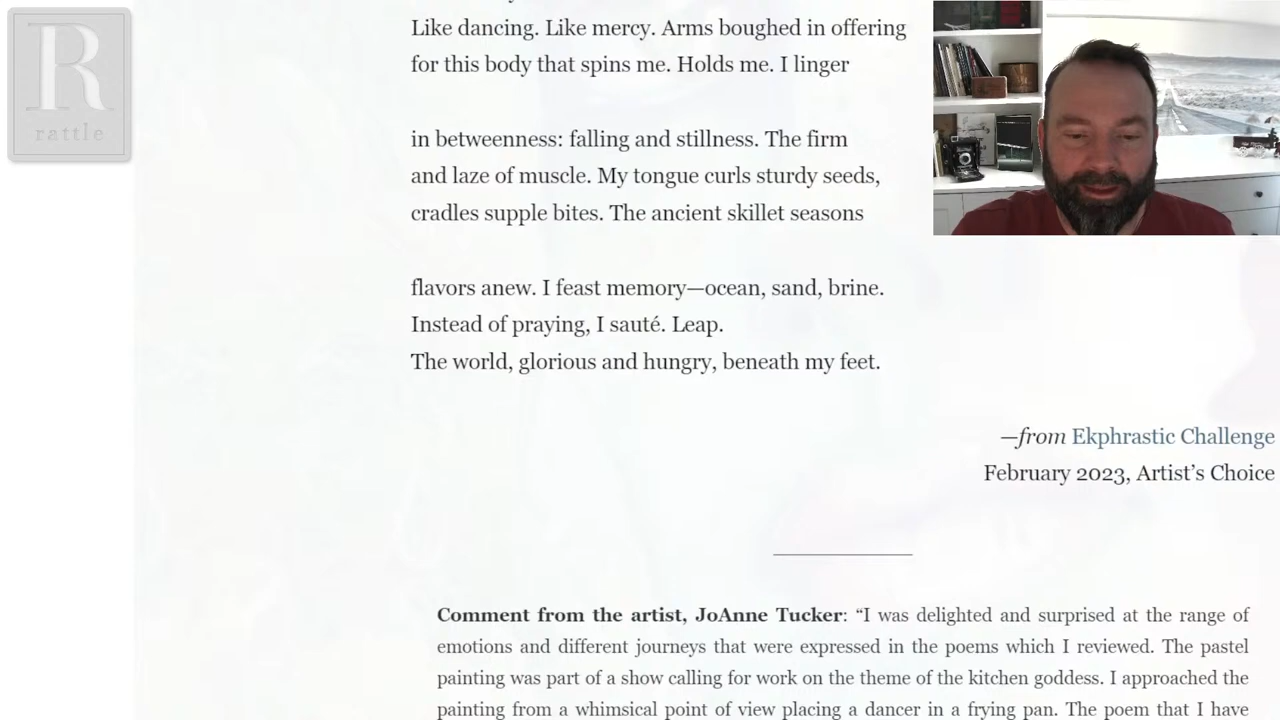 R
rattle
Like dancing. Like mercy. Arms boughed in offering
for this body that spins me. Holds me. I linger
in betweenness: falling and stillness. The firm
and laze of muscle. My tongue curls sturdy seeds,
cradles supple bites. The ancient skillet seasons
flavors anew. I feast memory—ocean, sand, brine.
Instead of praying, I sauté. Leap.
The world, glorious and hungry, beneath my feet.
—from Ekphrastic Challenge
February 2023, Artist’s Choice
Comment from the artist, JoAnne Tucker: “I was delighted and surprised at the range of
emotions and different journeys that were expressed in the poems which I reviewed. The pastel
painting was part of a show calling for work on the theme of the kitchen goddess. I approached the
painting from a whimsical point of view placing a dancer in a frying pan. The poem that I have